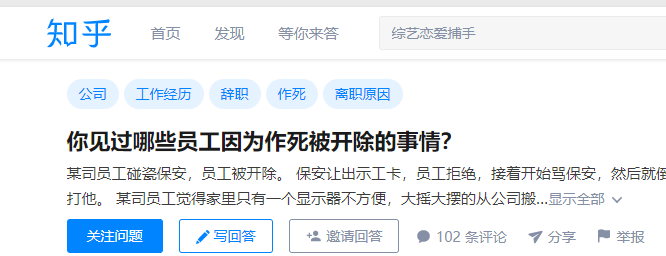 知乎 首页 发现 等你来答 综艺恋爱捕手
公司 工作经历 辞职 作死 离职原因
你见过哪些员工因为作死被开除的事情？
某司员工碰瓷保安，员工被开除。 保安让出示工卡，员工拒绝，接着开始骂保安，然后就倒
打他。 某司员工觉得家里只有一个显示器不方便，大摇大摆的从公司搬...显示全部
关注问题 写回答 邀请回答 102 条评论 分享 举报